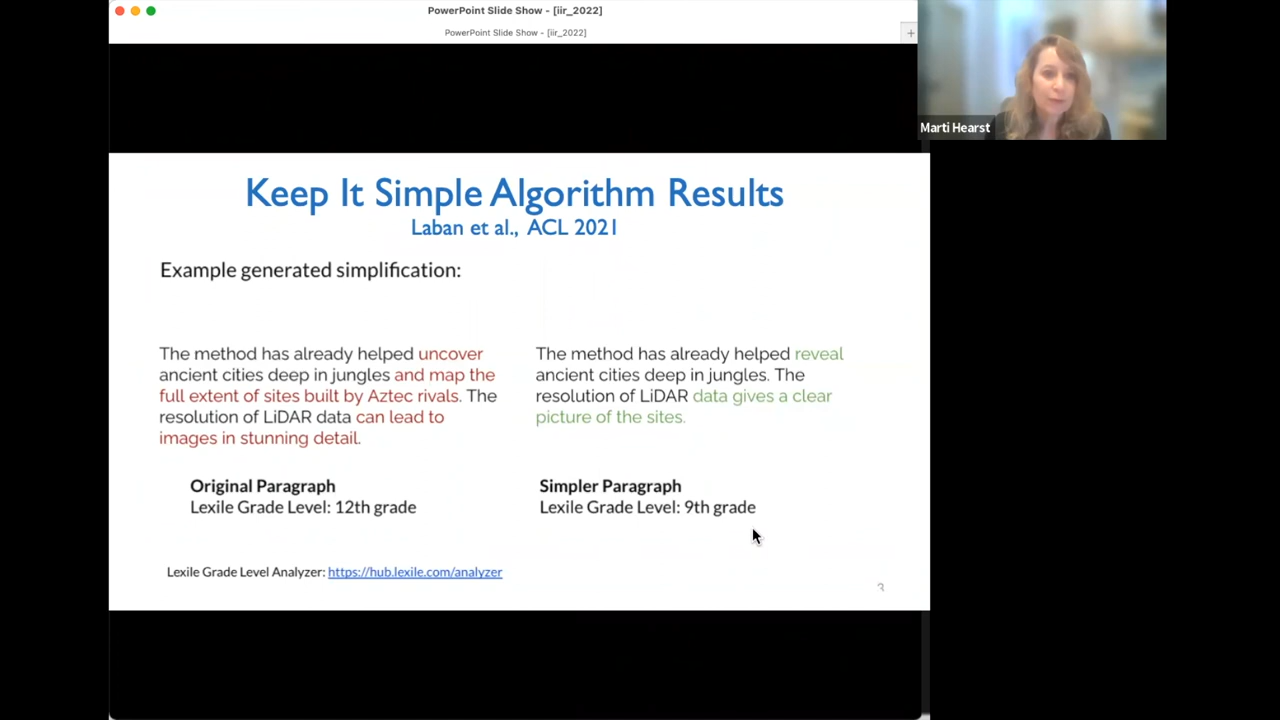 PowerPoint Slide Show - [iir_2022]
PowerPoint Slide Show - [iir_2022]
+
Marti Hearst
Keep It Simple Algorithm Results
Laban et al., ACL 2021
Example generated simplification:
The method has already helped uncover
ancient cities deep in jungles and map the
full extent of sites built by Aztec rivals. The
resolution of LiDAR data can lead to
images in stunning detail.
Original Paragraph
Lexile Grade Level: 12th grade
The method has already helped reveal
ancient cities deep in jungles. The
resolution of LiDAR data gives a clear
picture of the sites.
Simpler Paragraph
Lexile Grade Level: 9th grade
Lexile Grade Level Analyzer: https://hub.lexile.com/analyzer
3